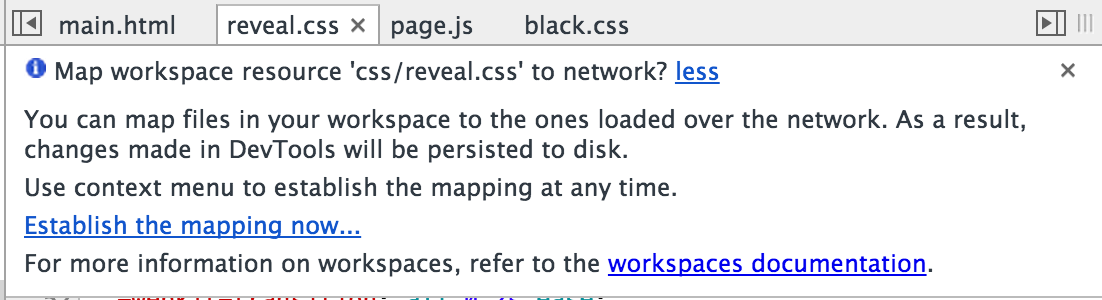 main.html reveal.css × page.js black.css
Map workspace resource 'css/reveal.css' to network? less
You can map files in your workspace to the ones loaded over the network. As a result,
changes made in DevTools will be persisted to disk.
Use context menu to establish the mapping at any time.
Establish the mapping now...
For more information on workspaces, refer to the workspaces documentation.